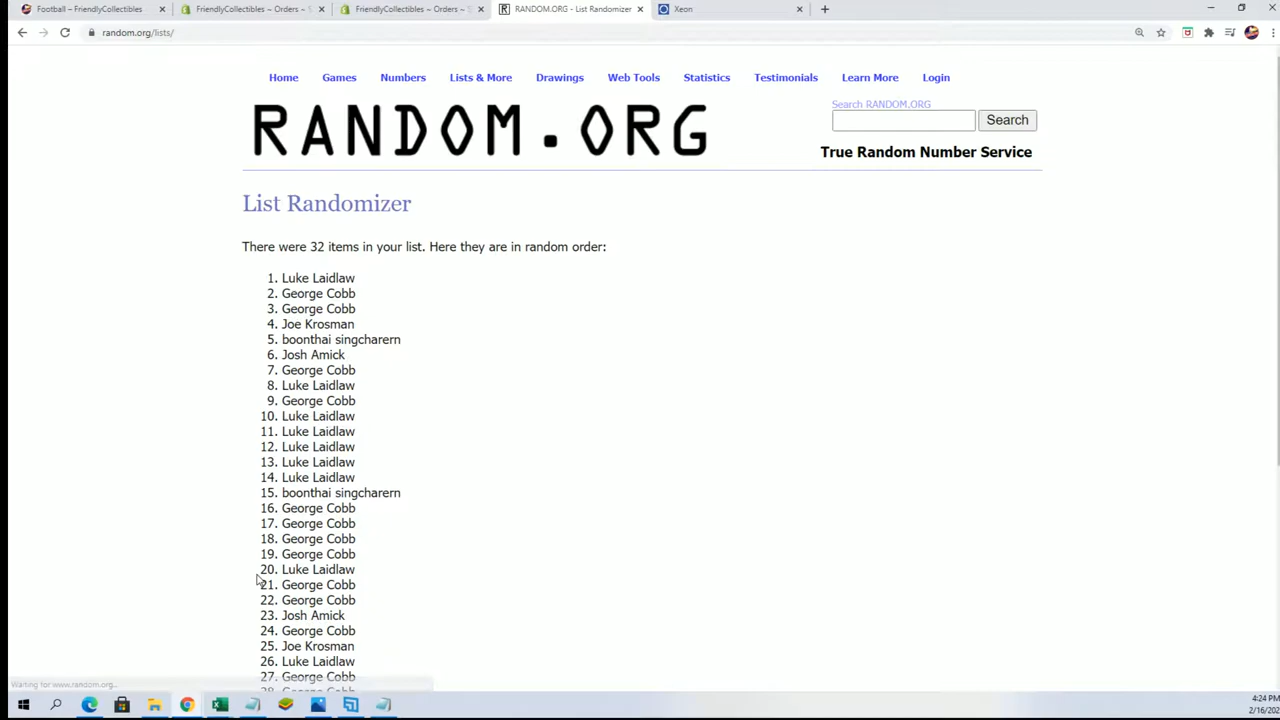 Football ~ FriendlyCollectibles
FriendlyCollectibles ~ Orders ~ S
FriendlyCollectibles ~ Orders ~ S
RANDOM.ORG - List Randomizer
Xeon
random.org/lists/
Home Games Numbers Lists & More Drawings Web Tools Statistics Testimonials Learn More Login
RANDOM.ORG
Search RANDOM.ORG
Search
True Random Number Service
List Randomizer
There were 32 items in your list. Here they are in random order:
1. Luke Laidlaw
2. George Cobb
3. George Cobb
4. Joe Krosman
5. boonthai singcharern
6. Josh Amick
7. George Cobb
8. Luke Laidlaw
9. George Cobb
10. Luke Laidlaw
11. Luke Laidlaw
12. Luke Laidlaw
13. Luke Laidlaw
14. Luke Laidlaw
15. boonthai singcharern
16. George Cobb
17. George Cobb
18. George Cobb
19. George Cobb
20. Luke Laidlaw
21. George Cobb
22. George Cobb
23. Josh Amick
24. George Cobb
25. Joe Krosman
26. Luke Laidlaw
27. George Cobb
Waiting for www.random.org...
4:24 PM
2/16/202